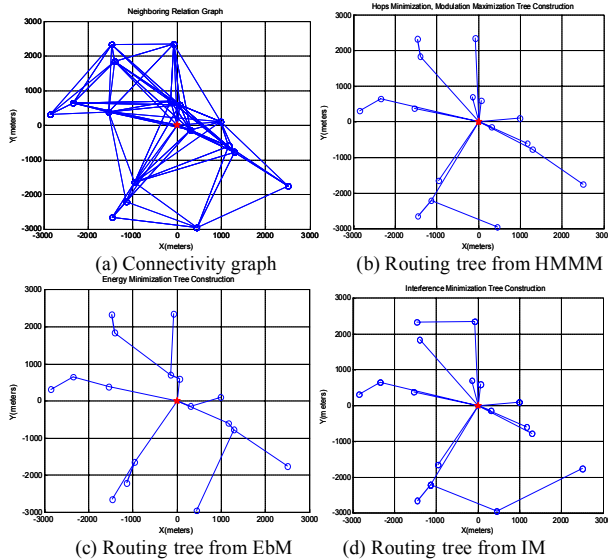 Neighboring Relation Graph
3000
2000
1000
0
-1000
-2000
-3000
Y(meters)
-3000 -2000 -1000 0 1000 2000 3000
X(meters)
(a) Connectivity graph
Hops Minimization, Modulation Maximization Tree Construction
3000
2000
1000
0
-1000
-2000
-3000
Y(meters)
-3000 -2000 -1000 0 1000 2000 3000
X(meters)
(b) Routing tree from HMMM
Energy Minimization Tree Construction
3000
2000
1000
0
-1000
-2000
-3000
Y(meters)
-3000 -2000 -1000 0 1000 2000 3000
X(meters)
(c) Routing tree from EbM
Interference Minimization Tree Construction
3000
2000
1000
0
-1000
-2000
-3000
Y(meters)
-3000 -2000 -1000 0 1000 2000 3000
X(meters)
(d) Routing tree from IM